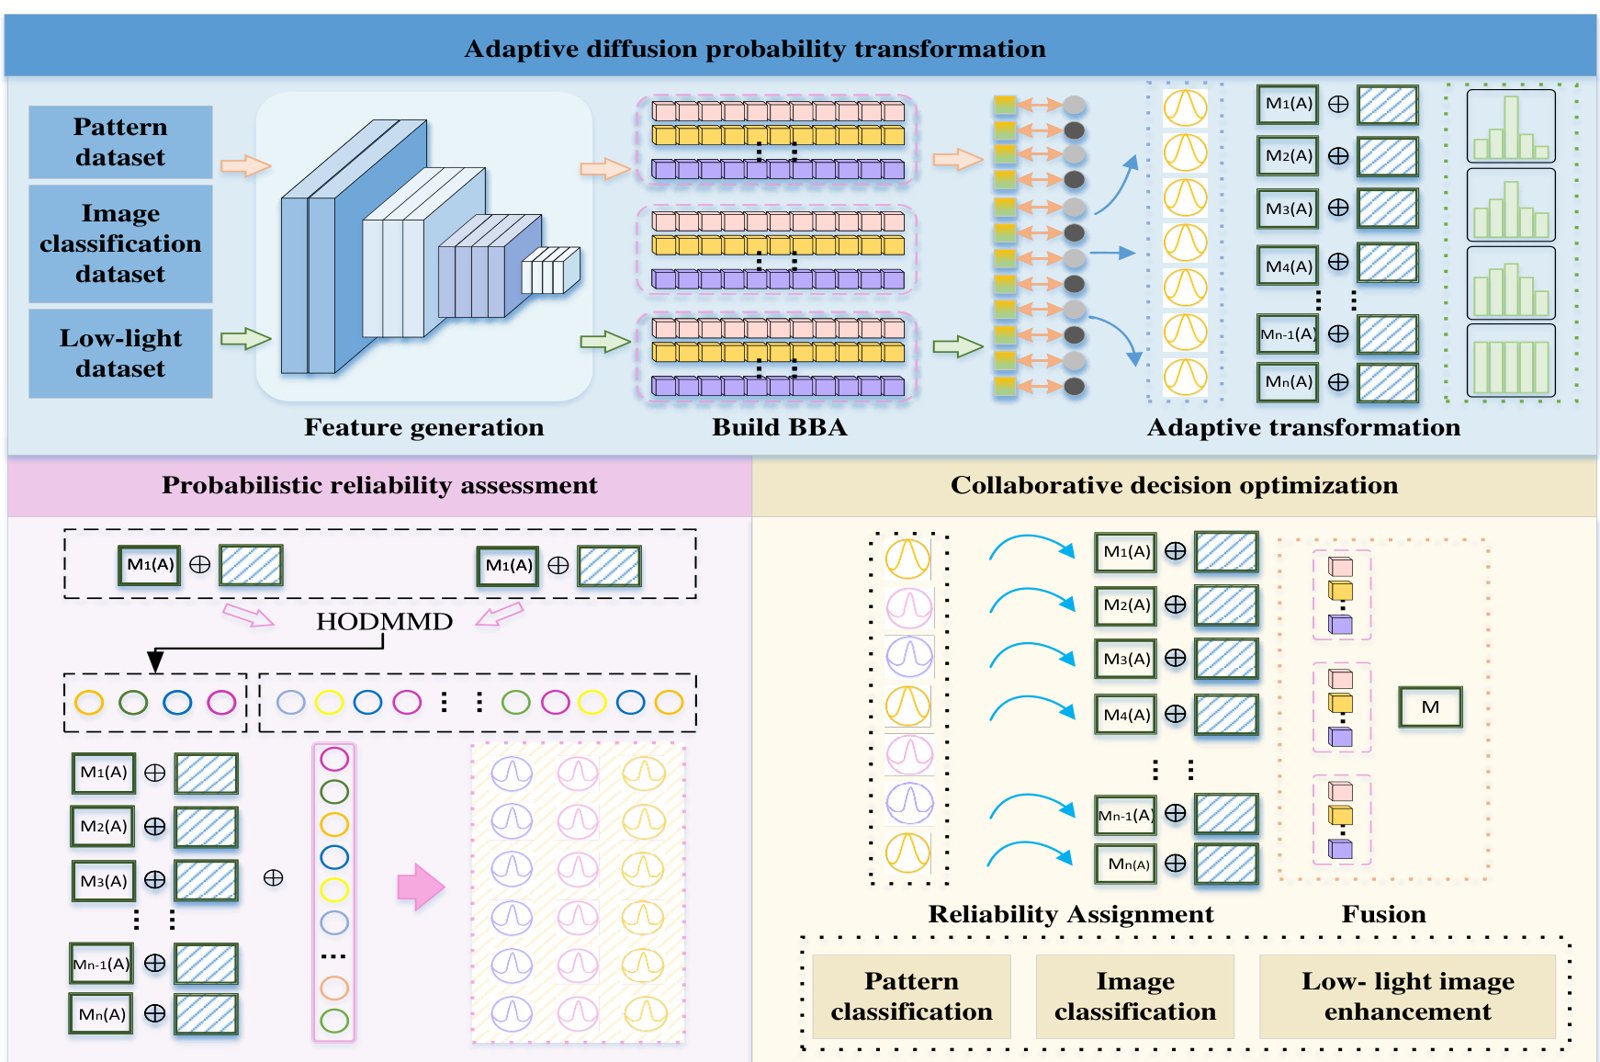 Adaptive diffusion probability transformation
Pattern
dataset
Image
classification
dataset
Low-light
dataset
Feature generation
Build BBA
M1(A)
M2(A)
M3(A)
M4(A)
Mn-1(A)
Mn(A)
Adaptive transformation
Probabilistic reliability assessment
M1(A)
M1(A)
HODMMD
M1(A)
M2(A)
M3(A)
Mn-1(A)
Mn(A)
Collaborative decision optimization
M1(A)
M2(A)
M3(A)
M4(A)
Mn-1(A)
Mn(A)
M
Reliability Assignment
Fusion
Pattern
classification
Image
classification
Low- light image
enhancement